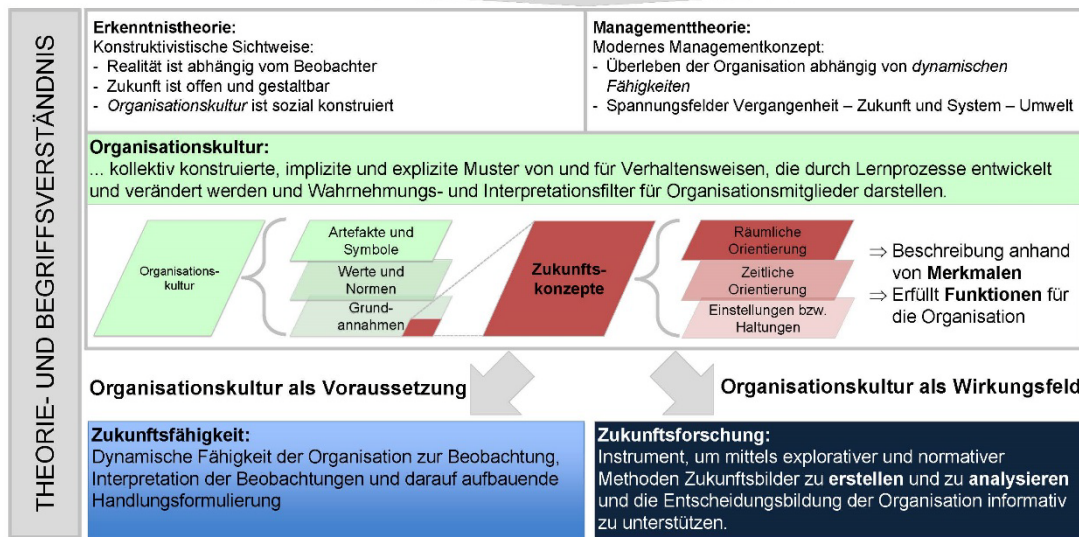 THEORIE- UND BEGRIFFSVERSTÄNDNIS
Erkenntnistheorie:
Konstruktivistische Sichtweise:
- Realität ist abhängig vom Beobachter
- Zukunft ist offen und gestaltbar
- Organisationskultur ist sozial konstruiert
Managementtheorie:
Modernes Managementkonzept:
- Überleben der Organisation abhängig von dynamischen
Fähigkeiten
- Spannungsfelder Vergangenheit – Zukunft und System – Umwelt
Organisationskultur:
... kollektiv konstruierte, implizite und explizite Muster von und für Verhaltensweisen, die durch Lernprozesse entwickelt
und verändert werden und Wahrnehmungs- und Interpretationsfilter für Organisationsmitglieder darstellen.
Organisations-
kultur
Artefakte und
Symbole
Werte und
Normen
Grund-
annahmen
Zukunfts-
konzepte
Räumliche
Orientierung
Zeitliche
Orientierung
Einstellungen bzw.
Haltungen
⇒ Beschreibung anhand
von Merkmalen
⇒ Erfüllt Funktionen für
die Organisation
Organisationskultur als Voraussetzung
Organisationskultur als Wirkungsfeld
Zukunftsfähigkeit:
Dynamische Fähigkeit der Organisation zur Beobachtung,
Interpretation der Beobachtungen und darauf aufbauende
Handlungsformulierung
Zukunftsforschung:
Instrument, um mittels explorativer und normativer
Methoden Zukunftsbilder zu erstellen und zu analysieren
und die Entscheidungsbildung der Organisation informativ
zu unterstützen.